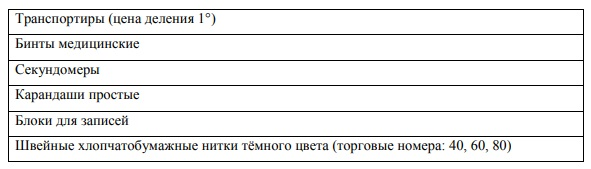 Транспортиры (цена деления 1°)
Бинты медицинские
Секундомеры
Карандаши простые
Блоки для записей
Швейные хлопчатобумажные нитки тёмного цвета (торговые номера: 40, 60, 80)